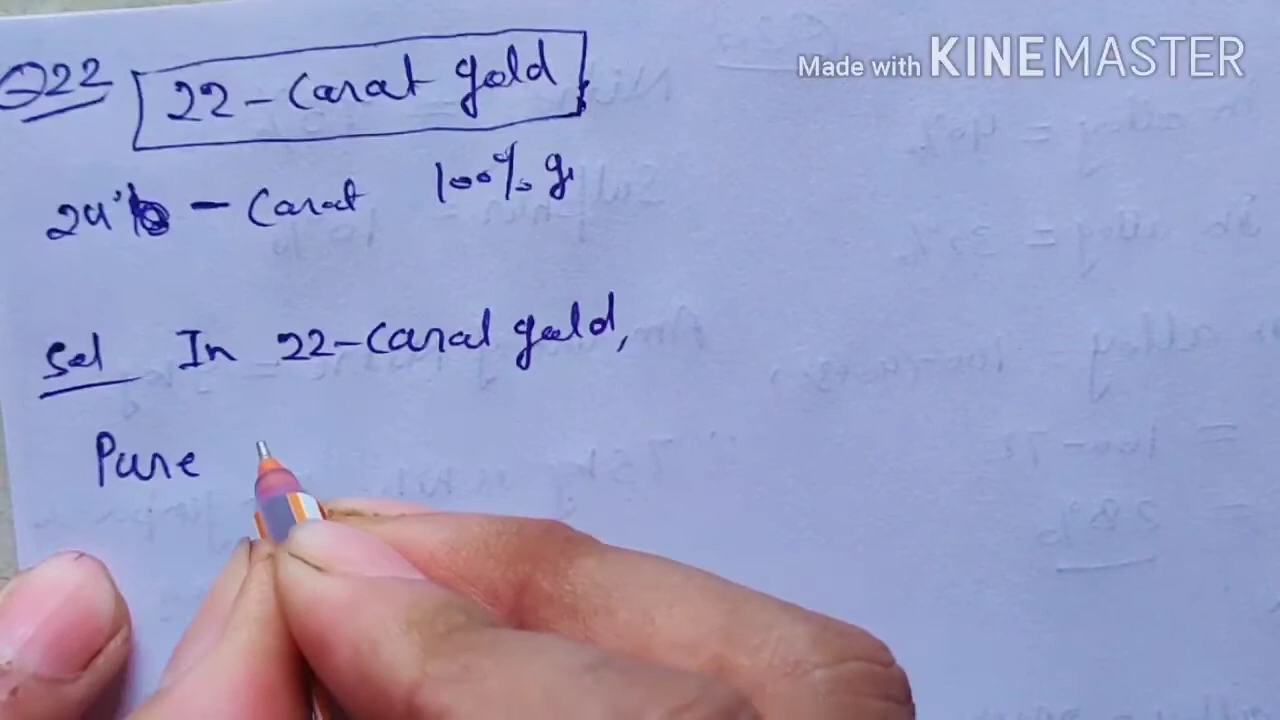 Made with KINEMASTER
Q22 22-Carat gold
24 - Carat 100% g
Sol In 22-Carat gold,
Pure